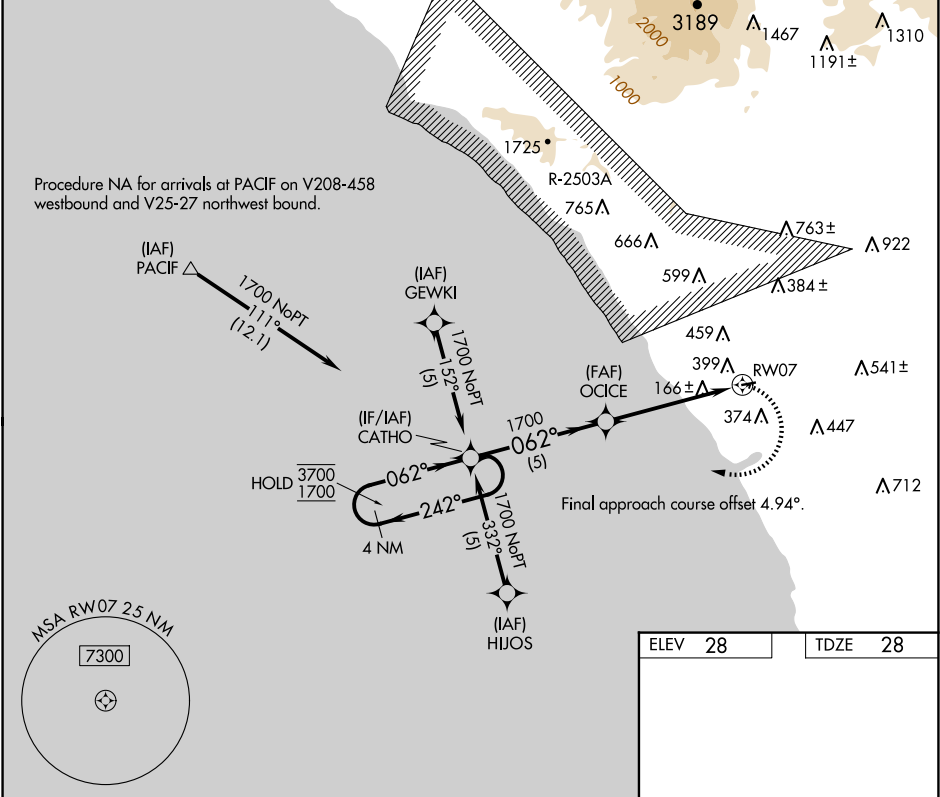 3189
2000
1467
1310
1191±
1000
1725
R-2503A
765
Procedure NA for arrivals at PACIF on V208-458
westbound and V25-27 northwest bound.
763±
666
922
(IAF)
PACIF
1700 NoPT
111°
(12.1)
(IAF)
GEWKI
599
384±
459
1700 NoPT
152°
(5)
399
RW07
541±
(FAF)
OCICE
166±
(IF/IAF)
CATHO
1700
062°
(5)
374
447
HOLD
3700
1700
062°
242°
4 NM
1700 NoPT
332°
(5)
Final approach course offset 4.94°.
712
(IAF)
HIJOS
MSA RW07 25 NM
7300
ELEV 28
TDZE 28